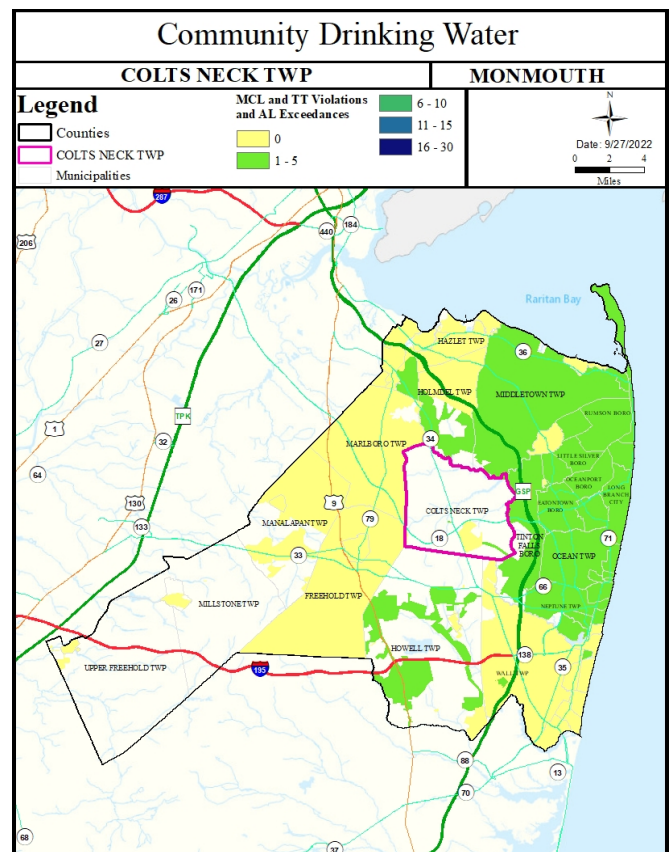 Community Drinking Water
COLTS NECK TWP
MONMOUTH
Legend
Counties
COLTS NECK TWP
Municipalities
MCL and TT Violations
and AL Exceedances
0
1 - 5
6 - 10
11 - 15
16 - 30
N
Date: 9/27/2022
0 2 4
Miles
287
206
440
184
171
26
27
Raritan Bay
HAZLET TWP
36
HOLMDEL TWP
MIDDLETOWN TWP
RUMSON BORO
TPK
1
32
34
MARLBORO TWP
LITTLE SILVER
BORO
64
OCEANPORT
BORO
LONG
BRANCH
CITY
GSP
130
9
COLTS NECK TWP
EATONTOWN
BORO
133
79
MANALAPAN TWP
18
TINTON
FALLS
BORO
71
33
OCEAN TWP
66
MILLSTONE TWP
FREEHOLD TWP
NEPTUNE TWP
HOWELL TWP
138
UPPER FREEHOLD TWP
195
35
WALL TWP
88
13
70
68
37